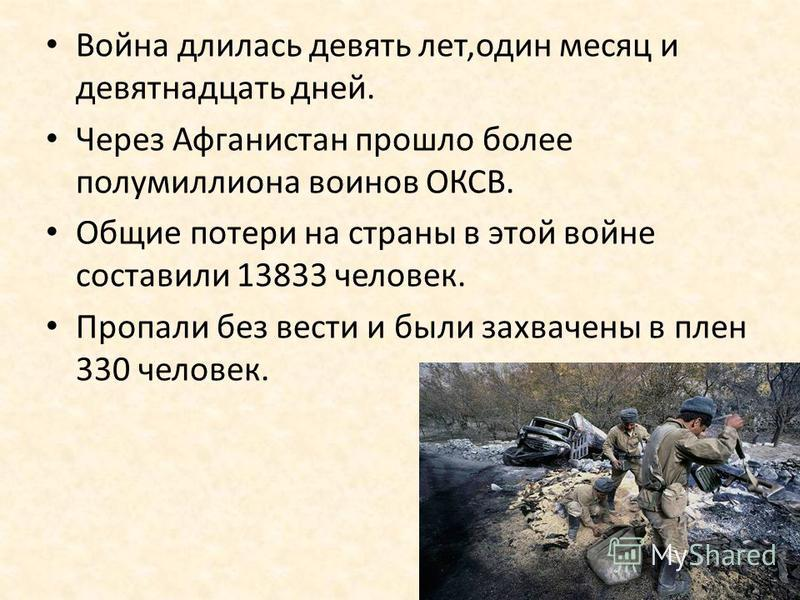 • Война длилась девять лет,один месяц и
девятнадцать дней.
• Через Афганистан прошло более
полумиллиона воинов ОКСВ.
• Общие потери на страны в этой войне
составили 13833 человек.
• Пропали без вести и были захвачены в плен
330 человек.
MyShared